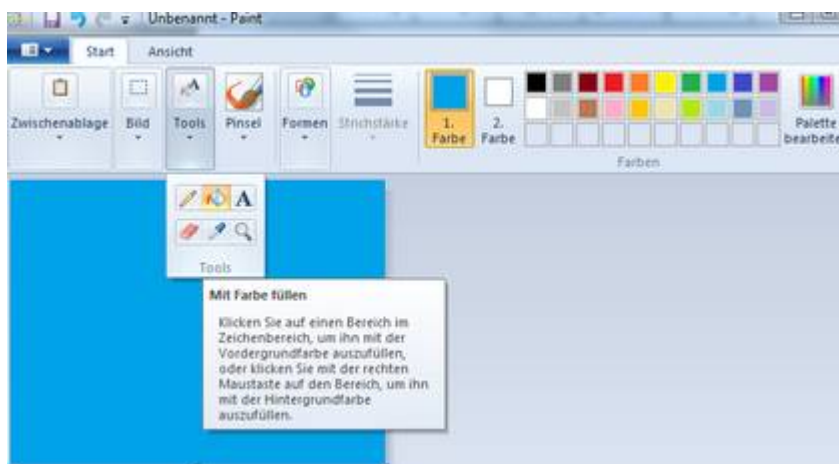 Unbenannt - Paint
Start Ansicht
Zwischenablage Bild Tools Pinsel Formen Strichstärke 1. Farbe 2. Farbe Palette bearbeite
Farben
A
Tools
Mit Farbe füllen
Klicken Sie auf einen Bereich im
Zeichenbereich, um ihn mit der
Vordergrundfarbe auszufüllen,
oder klicken Sie mit der rechten
Maustaste auf den Bereich, um ihn
mit der Hintergrundfarbe
auszufüllen.